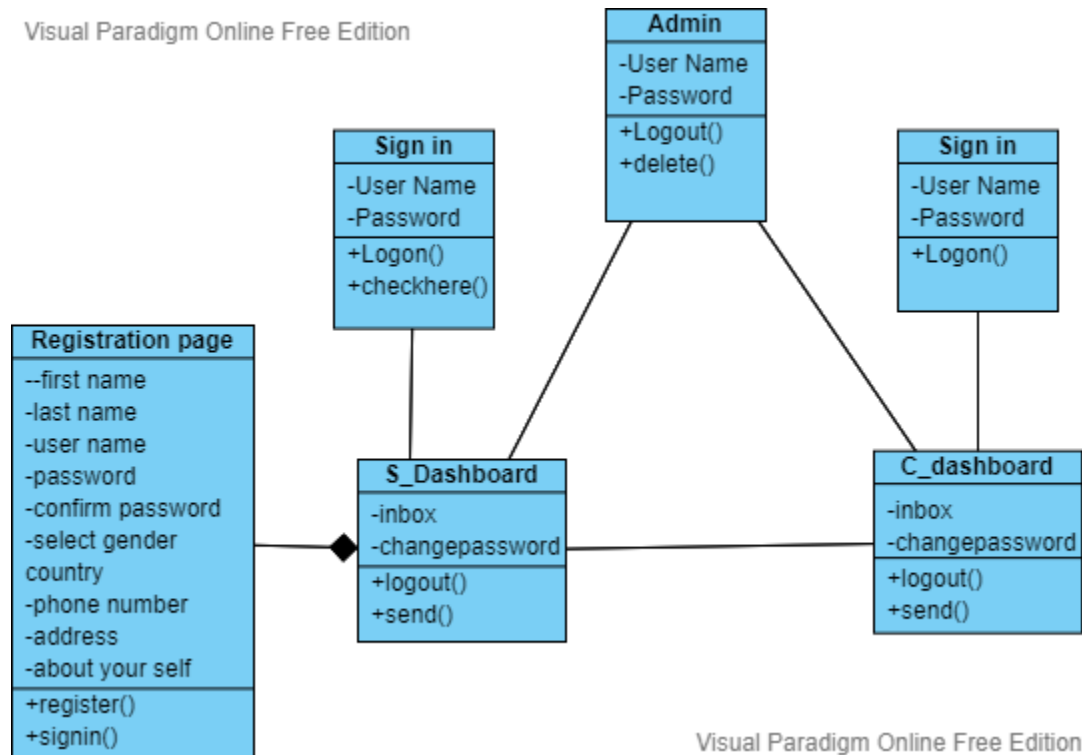 Visual Paradigm Online Free Edition
Admin
-User Name
-Password
+Logout()
+delete()
Sign in
-User Name
-Password
+Logon()
+checkhere()
Sign in
-User Name
-Password
+Logon()
Registration page
--first name
-last name
-user name
-password
-confirm password
-select gender
country
-phone number
-address
-about your self
+register()
+signin()
S_Dashboard
-inbox
-changepassword
+logout()
+send()
C_dashboard
-inbox
-changepassword
+logout()
+send()
Visual Paradigm Online Free Edition